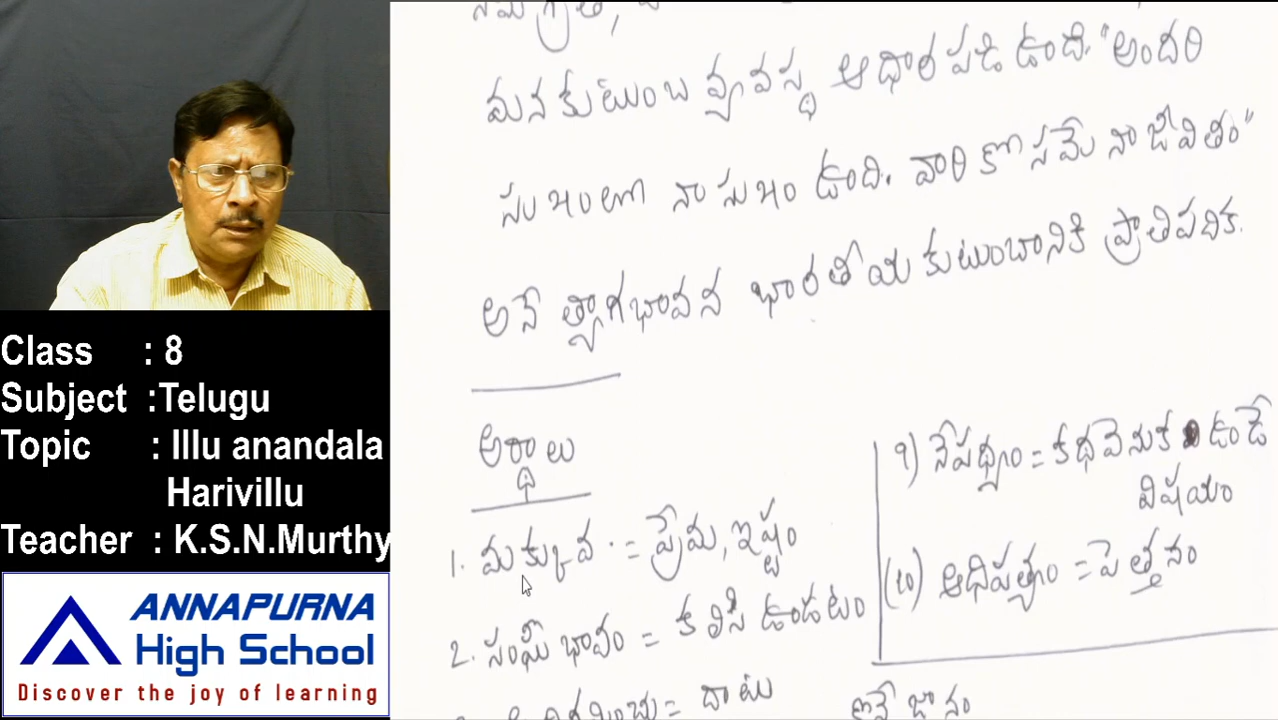 మన కుటుంబ వ్యవస్థ ఆధారపడి ఉంది. "అందరి
సుఖంలో నా సుఖం ఉంది. వారి కోసమే నా జీవితం"
అనే త్యాగభావన భారతీయ కుటుంబానికి ప్రాతిపదిక.
అర్థాలు
1. మక్కువ = ప్రేమ, ఇష్టం
2. సంఘీభావం = కలిసి ఉండటం
= దాటు
9) నేపథ్యం = కథవెనుక ఉండే
విషయం
(10) ఆధిపత్యం = పెత్తనం
Class : 8
Subject :Telugu
Topic : Illu anandala
Harivillu
Teacher : K.S.N.Murthy
ANNAPURNA
High School
Discover the joy of learning